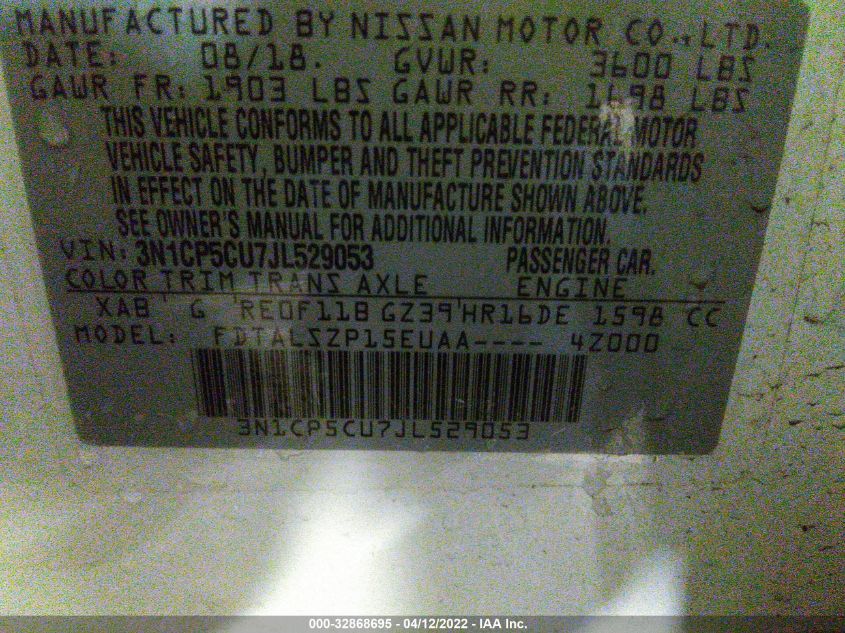 MANUFACTURED BY NISSAN MOTOR CO., LTD.
DATE: 08/18. GVWR: 3600 LBS
GAWR FR: 1903 LBS GAWR RR: 1698 LBS
THIS VEHICLE CONFORMS TO ALL APPLICABLE FEDERAL MOTOR
VEHICLE SAFETY, BUMPER AND THEFT PREVENTION STANDARDS
IN EFFECT ON THE DATE OF MANUFACTURE SHOWN ABOVE.
SEE OWNER'S MANUAL FOR ADDITIONAL INFORMATION.
VIN: 3N1CP5CU7JL529053 PASSENGER CAR.
COLOR TRIM TRANS AXLE ENGINE
XAB G RE0F11B GZ39 HR16DE 1598 CC
MODEL: FDTALSZP15EUAA---- 4Z000
3N1CP5CU7JL529053
000-32868695 - 04/12/2022 - IAA Inc.